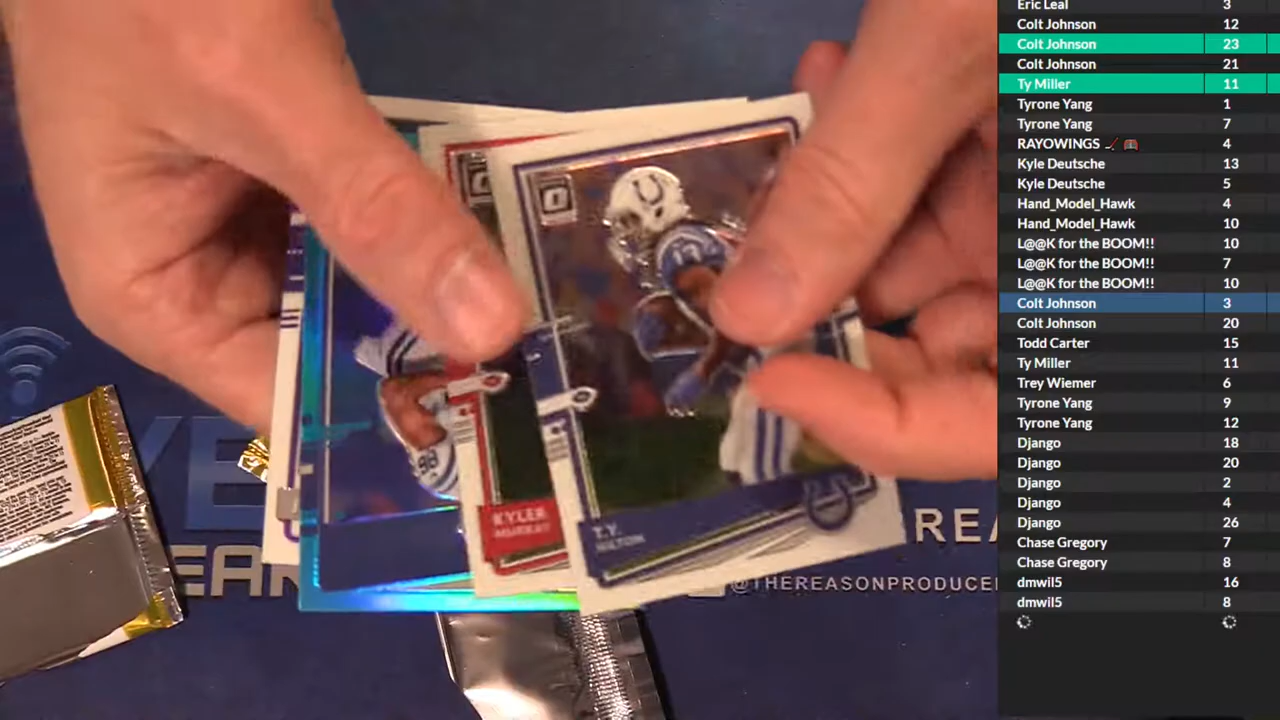 Eric Leal 3
Colt Johnson 12
Colt Johnson 23
Colt Johnson 21
Ty Miller 11
Tyrone Yang 1
Tyrone Yang 7
RAYOWINGS 4
Kyle Deutsche 13
Kyle Deutsche 5
Hand_Model_Hawk 4
Hand_Model_Hawk 10
L@@K for the BOOM!! 10
L@@K for the BOOM!! 7
L@@K for the BOOM!! 10
Colt Johnson 3
Colt Johnson 20
Todd Carter 15
Ty Miller 11
Trey Wiemer 6
Tyrone Yang 9
Tyrone Yang 12
Django 18
Django 20
Django 2
Django 4
Django 26
Chase Gregory 7
Chase Gregory 8
dmwil5 16
dmwil5 8
KYLER
MURRAY
T.Y.
HILTON
98
REA
@THEREASONPRODUCE